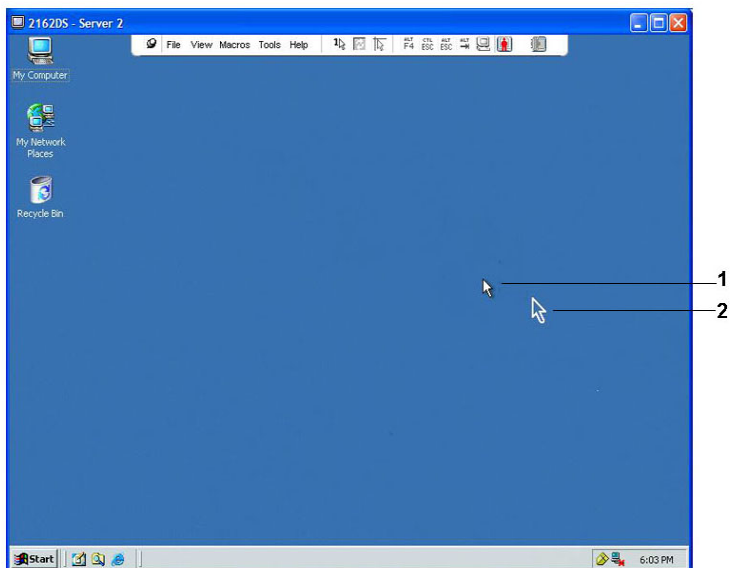 2162DS - Server 2
File View Macros Tools Help
1
ALT F4 CTL ESC ALT ESC ALT
My Computer
My Network
Places
Recycle Bin
1
2
Start
6:03 PM